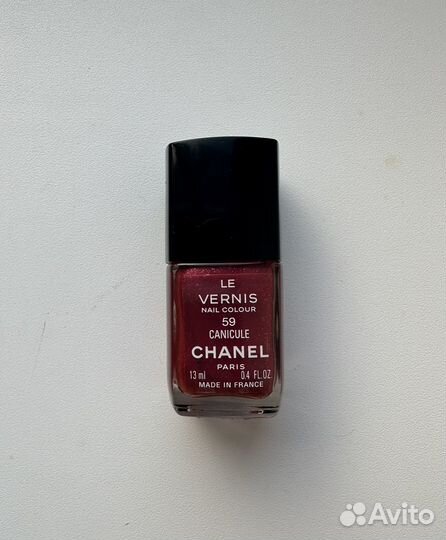 LE
VERNIS
NAIL COLOUR
59
CANICULE
CHANEL
PARIS
13 ml 0.4 FL.OZ.
MADE IN FRANCE
Avito